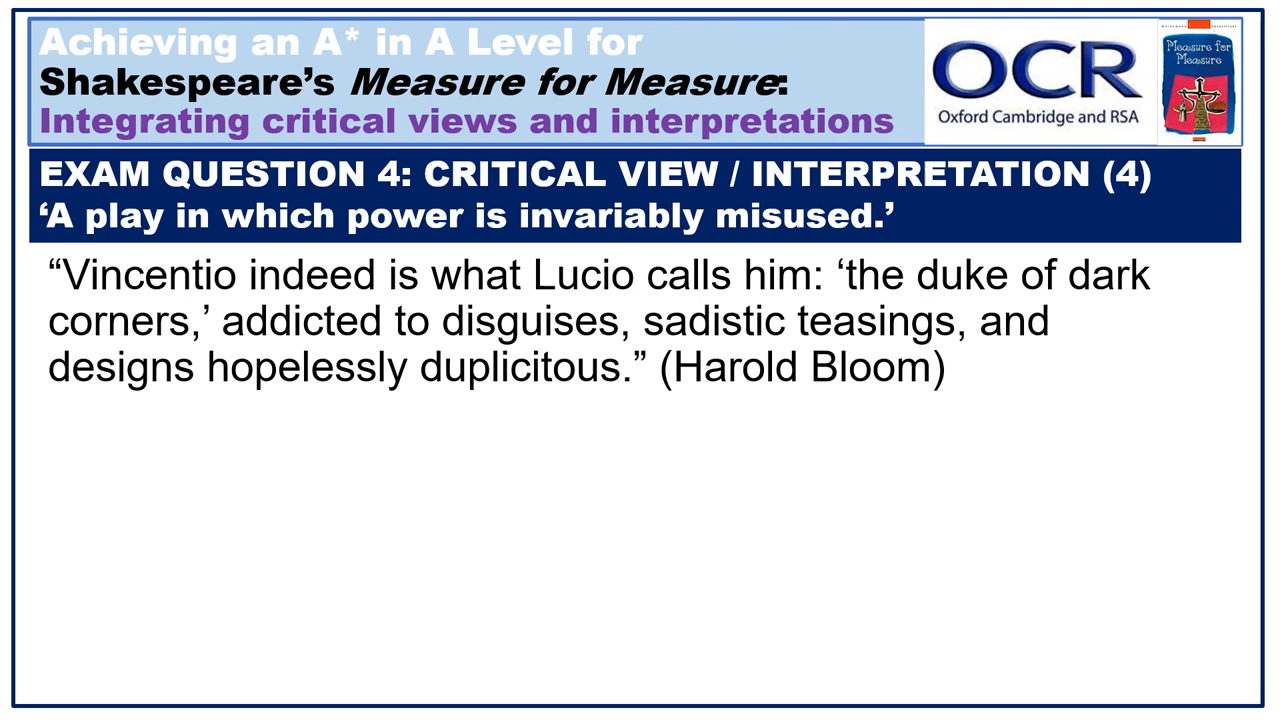 Achieving an A* in A Level for
Shakespeare’s Measure for Measure:
Integrating critical views and interpretations
OCR
Oxford Cambridge and RSA
Measure for
Measure
EXAM QUESTION 4: CRITICAL VIEW / INTERPRETATION (4)
‘A play in which power is invariably misused.’
“Vincentio indeed is what Lucio calls him: ‘the duke of dark
corners,’ addicted to disguises, sadistic teasings, and
designs hopelessly duplicitous.” (Harold Bloom)